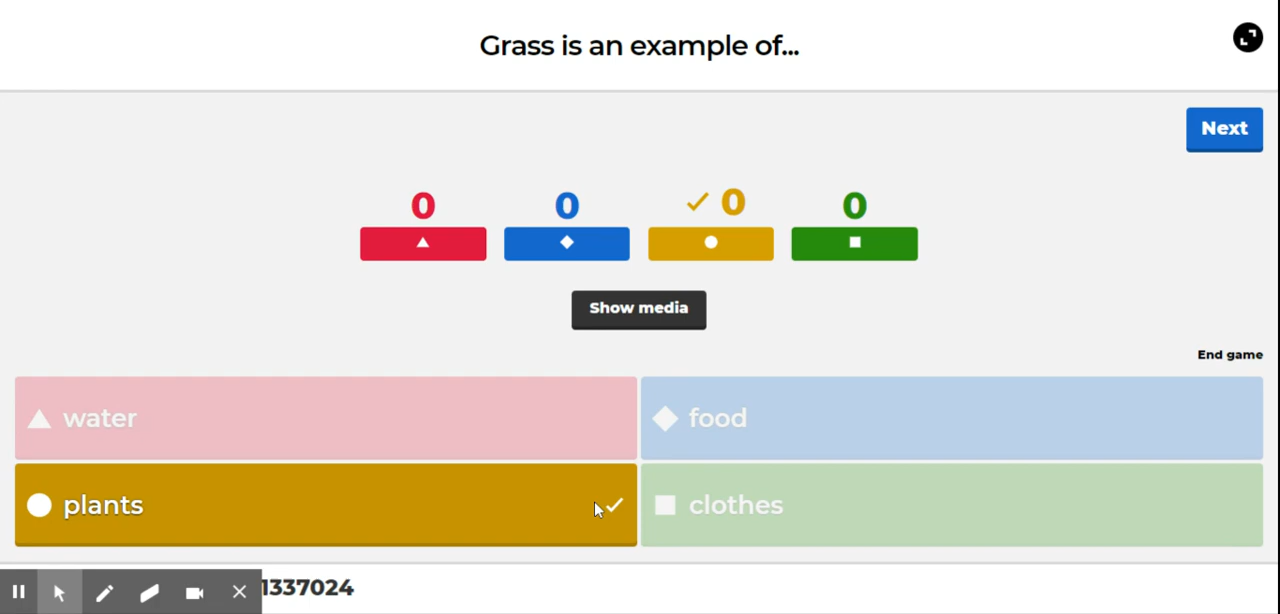 Grass is an example of...
Next
0 0 0 0
Show media
End game
water
food
plants
clothes
1337024